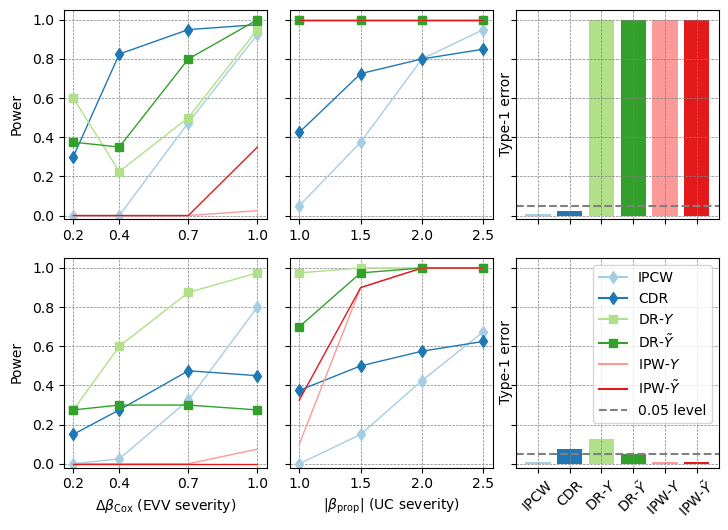 1.0
0.8
0.6
0.4
0.2
0.0
Power
0.2 0.4 0.7 1.0
1.0 1.5 2.0 2.5
Type-1 error
1.0
0.8
0.6
0.4
0.2
0.0
Power
0.2 0.4 0.7 1.0
Δβ_Cox (EVV severity)
1.0 1.5 2.0 2.5
|β_prop| (UC severity)
Type-1 error
IPCW
CDR
DR-Y
DR-Ỹ
IPW-Y
IPW-Ỹ
0.05 level
IPCW
CDR
DR-Y
DR-Ỹ
IPW-Y
IPW-Ỹ